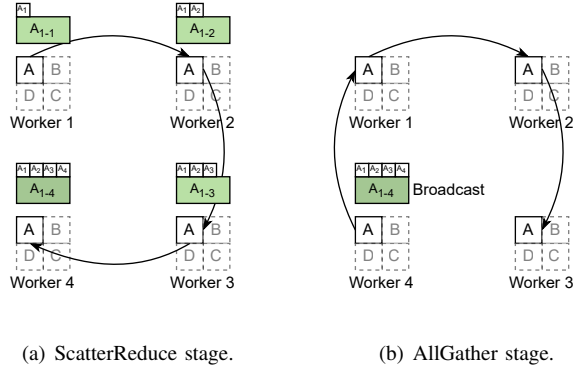 A₁
A₁₋₁
A₁ A₂
A₁₋₂
A B
D C
Worker 1
A B
D C
Worker 2
A₁ A₂ A₃ A₄
A₁₋₄
A₁ A₂ A₃
A₁₋₃
A B
D C
Worker 4
A B
D C
Worker 3
(a) ScatterReduce stage.
A B
D C
Worker 1
A B
D C
Worker 2
A₁ A₂ A₃ A₄
A₁₋₄ Broadcast
A B
D C
Worker 4
A B
D C
Worker 3
(b) AllGather stage.